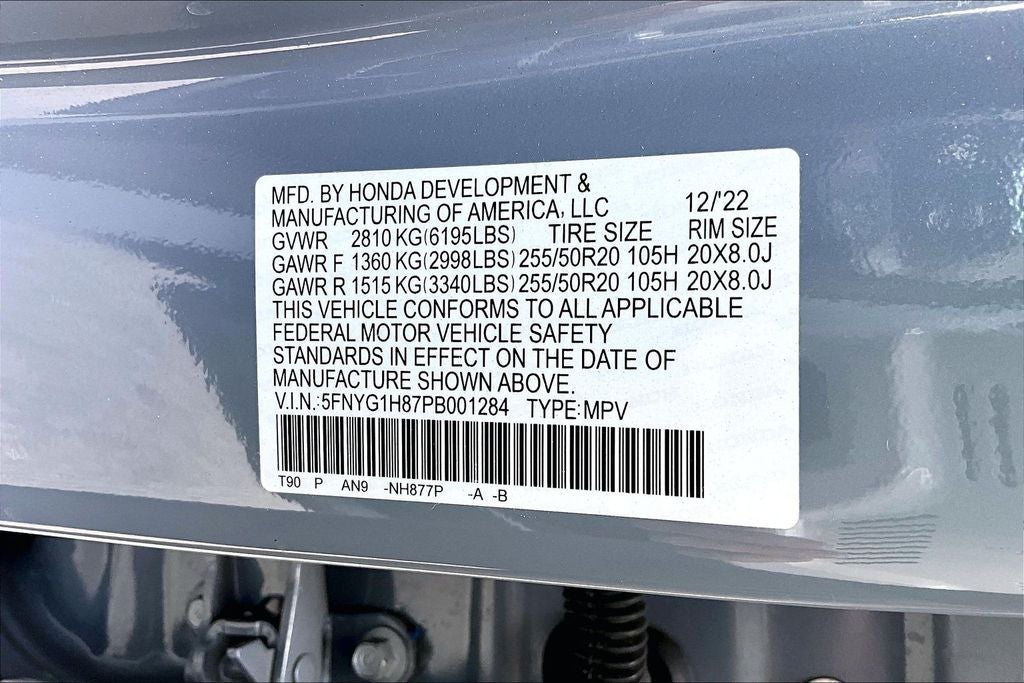 MFD. BY HONDA DEVELOPMENT &
MANUFACTURING OF AMERICA, LLC 12/'22
GVWR 2810 KG(6195LBS) TIRE SIZE RIM SIZE
GAWR F 1360 KG(2998LBS) 255/50R20 105H 20X8.0J
GAWR R 1515 KG(3340LBS) 255/50R20 105H 20X8.0J
THIS VEHICLE CONFORMS TO ALL APPLICABLE
FEDERAL MOTOR VEHICLE SAFETY
STANDARDS IN EFFECT ON THE DATE OF
MANUFACTURE SHOWN ABOVE.
V.I.N.:5FNYG1H87PB001284 TYPE:MPV
T90 P AN9 -NH877P -A -B